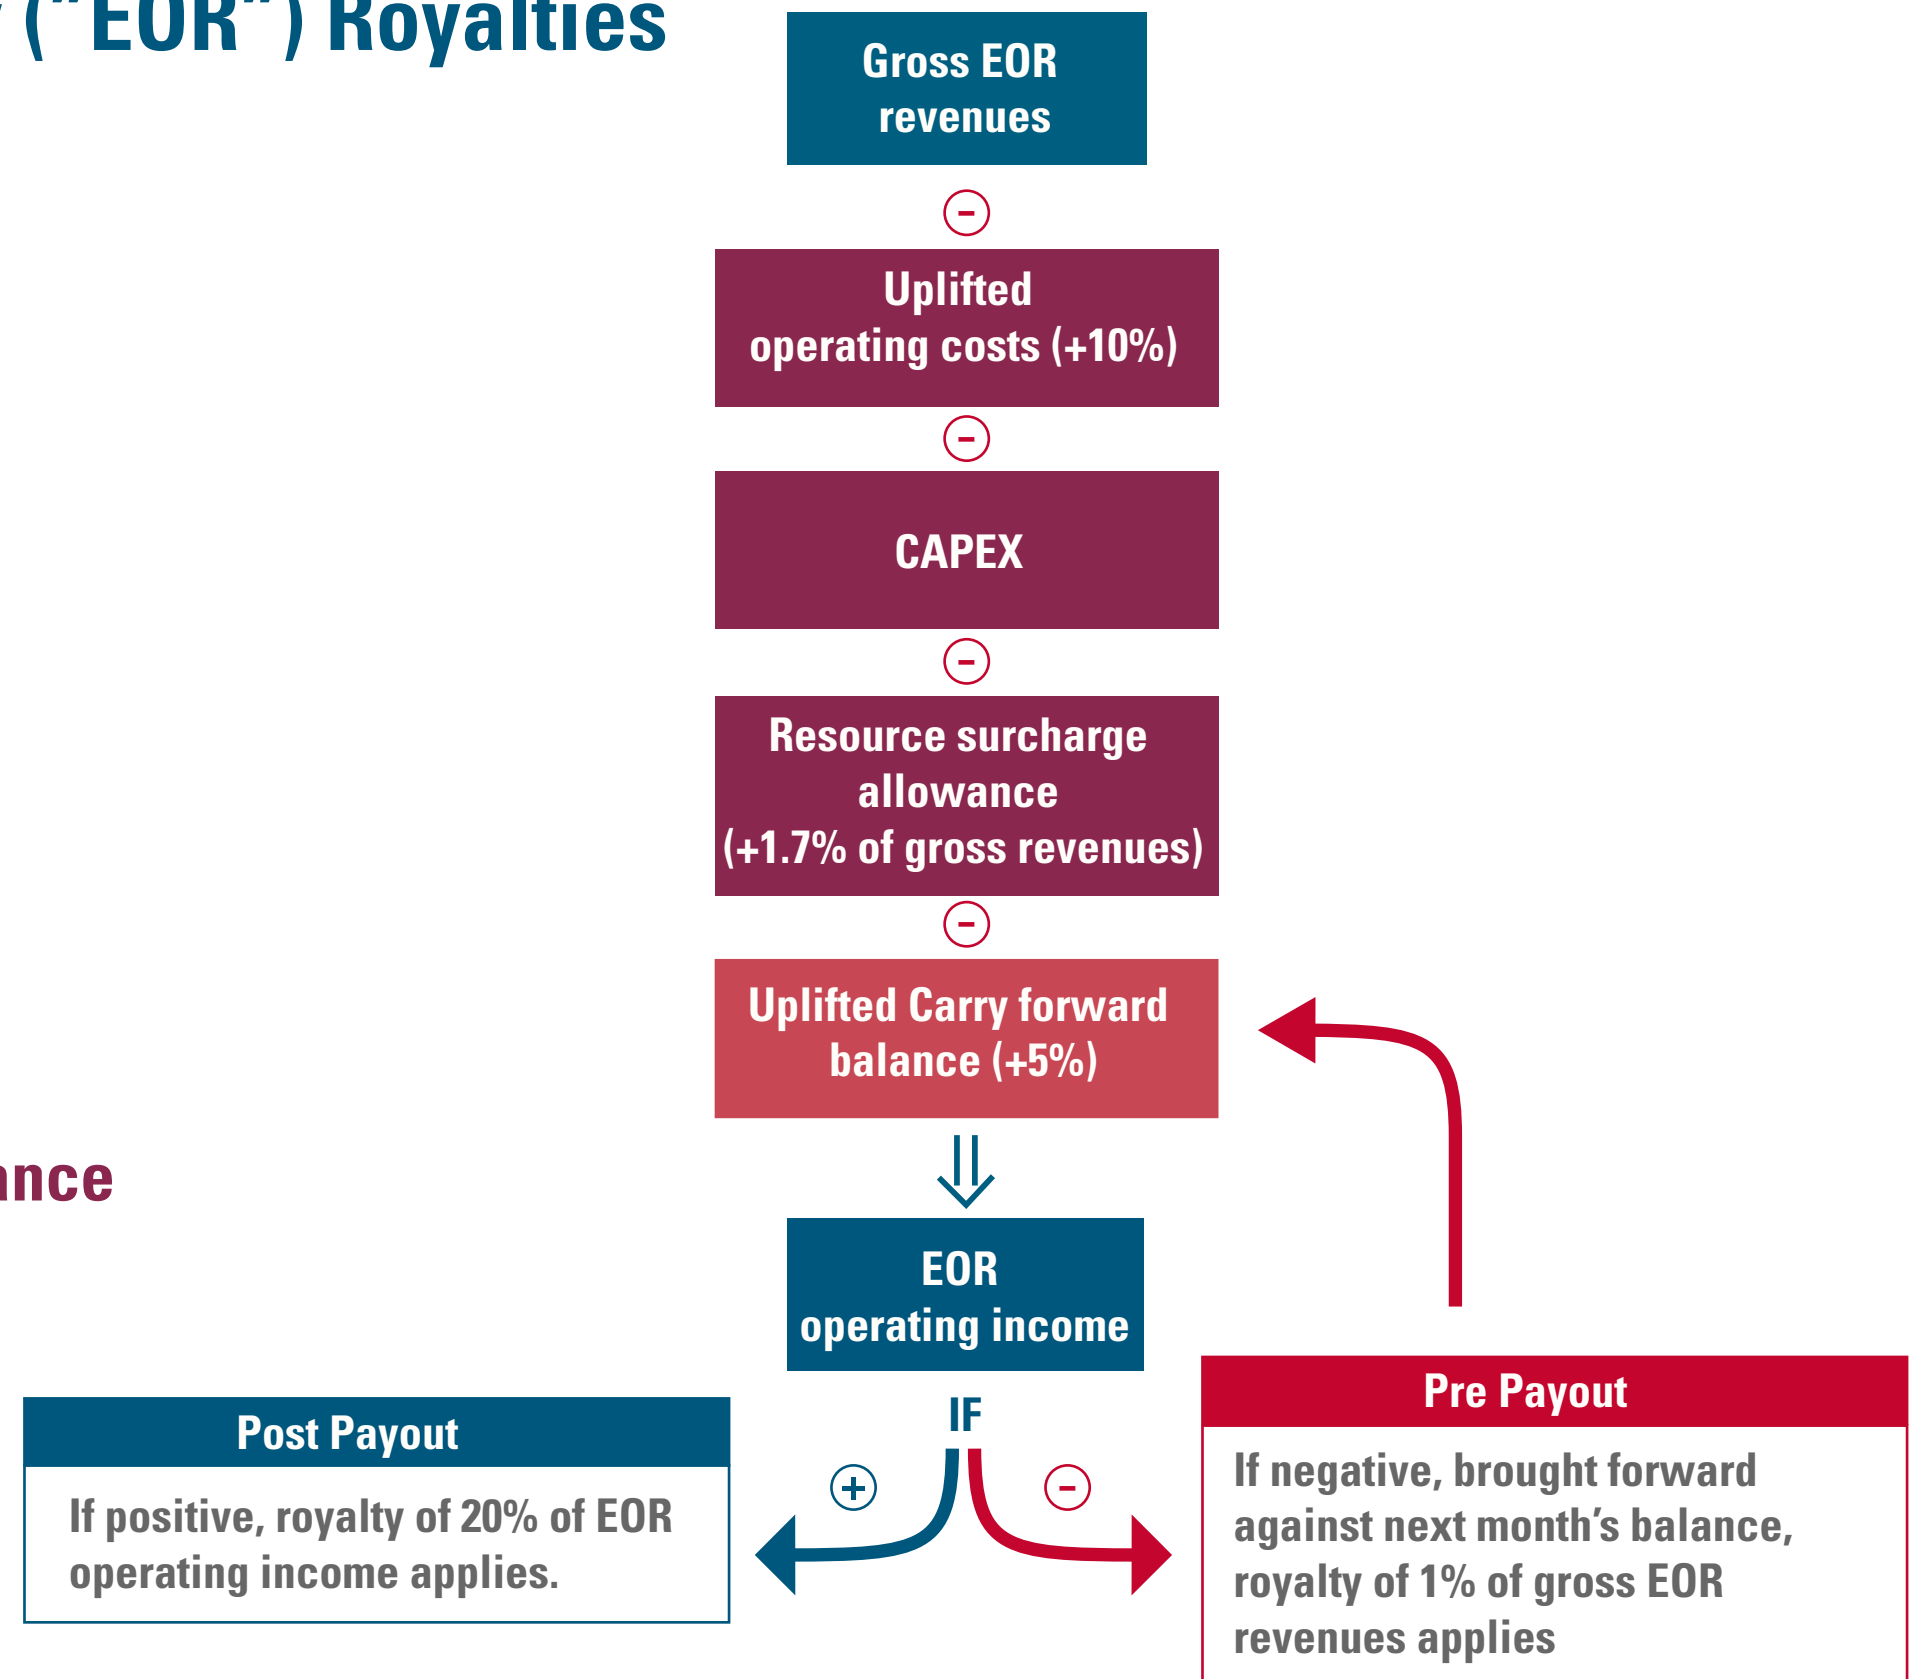 ("EOR") Royalties
Gross EOR
revenues
-
Uplifted
operating costs (+10%)
-
CAPEX
-
Resource surcharge
allowance
(+1.7% of gross revenues)
-
Uplifted Carry forward
balance (+5%)
EOR
operating income
IF
+
-
Post Payout
If positive, royalty of 20% of EOR
operating income applies.
Pre Payout
If negative, brought forward
against next month's balance,
royalty of 1% of gross EOR
revenues applies